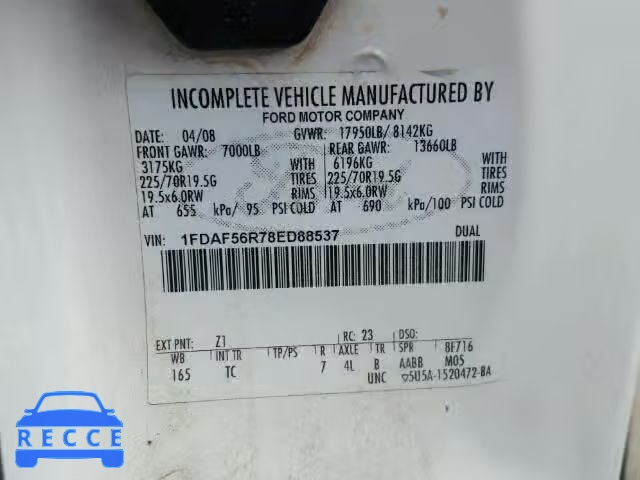 INCOMPLETE VEHICLE MANUFACTURED BY
FORD MOTOR COMPANY
DATE 04/08 GVWR: 17950LB/ 8142KG
FRONT GAWR: 7000LB REAR GAWR: 13660LB
3175KG WITH 6196KG WITH
225/70R19.5G TIRES 225/70R19.5G TIRES
19.5x6.0RW RIMS 19.5x6.0RW RIMS
AT 655 kPa/ 95 PSI COLD AT 690 kPa/100 PSI COLD
VIN: 1FDAF56R78ED88537 DUAL
EXT PNT: Z1 RC: 23 DSO:
WB INT TR TP/PS R AXLE TR SPR 8F716
165 TC 7 4L B AABB M05
UNC 5U5A-1520472-BA
RECCE